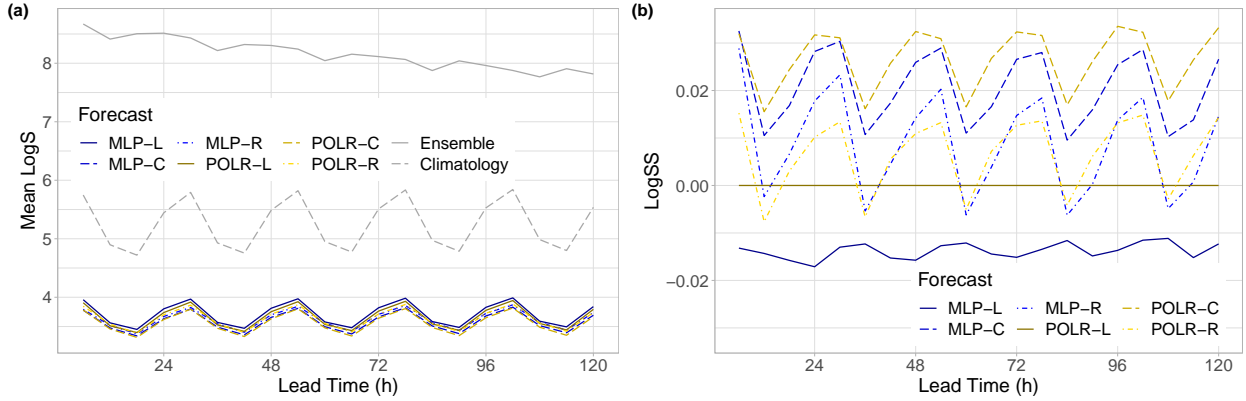 (a)
Mean LogS
8
7
6
5
4
Forecast
MLP−L MLP−R POLR−C Ensemble
MLP−C POLR−L POLR−R Climatology
24 48 72 96 120
Lead Time (h)
(b)
LogSS
0.02
0.00
−0.02
Forecast
MLP−L MLP−R POLR−C
MLP−C POLR−L POLR−R
24 48 72 96 120
Lead Time (h)